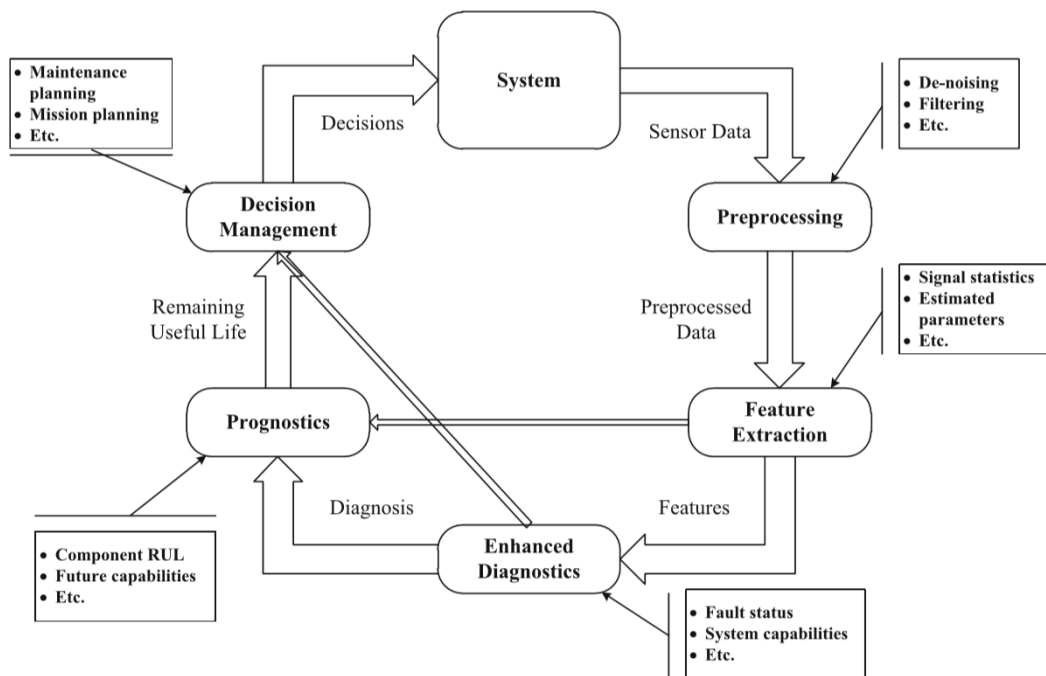 System
• Maintenance
planning
• Mission planning
• Etc.
Decisions
Sensor Data
• De-noising
• Filtering
• Etc.
Decision
Management
Preprocessing
Remaining
Useful Life
Preprocessed
Data
• Signal statistics
• Estimated
parameters
• Etc.
Prognostics
Feature
Extraction
Diagnosis
Features
Enhanced
Diagnostics
• Component RUL
• Future capabilities
• Etc.
• Fault status
• System capabilities
• Etc.